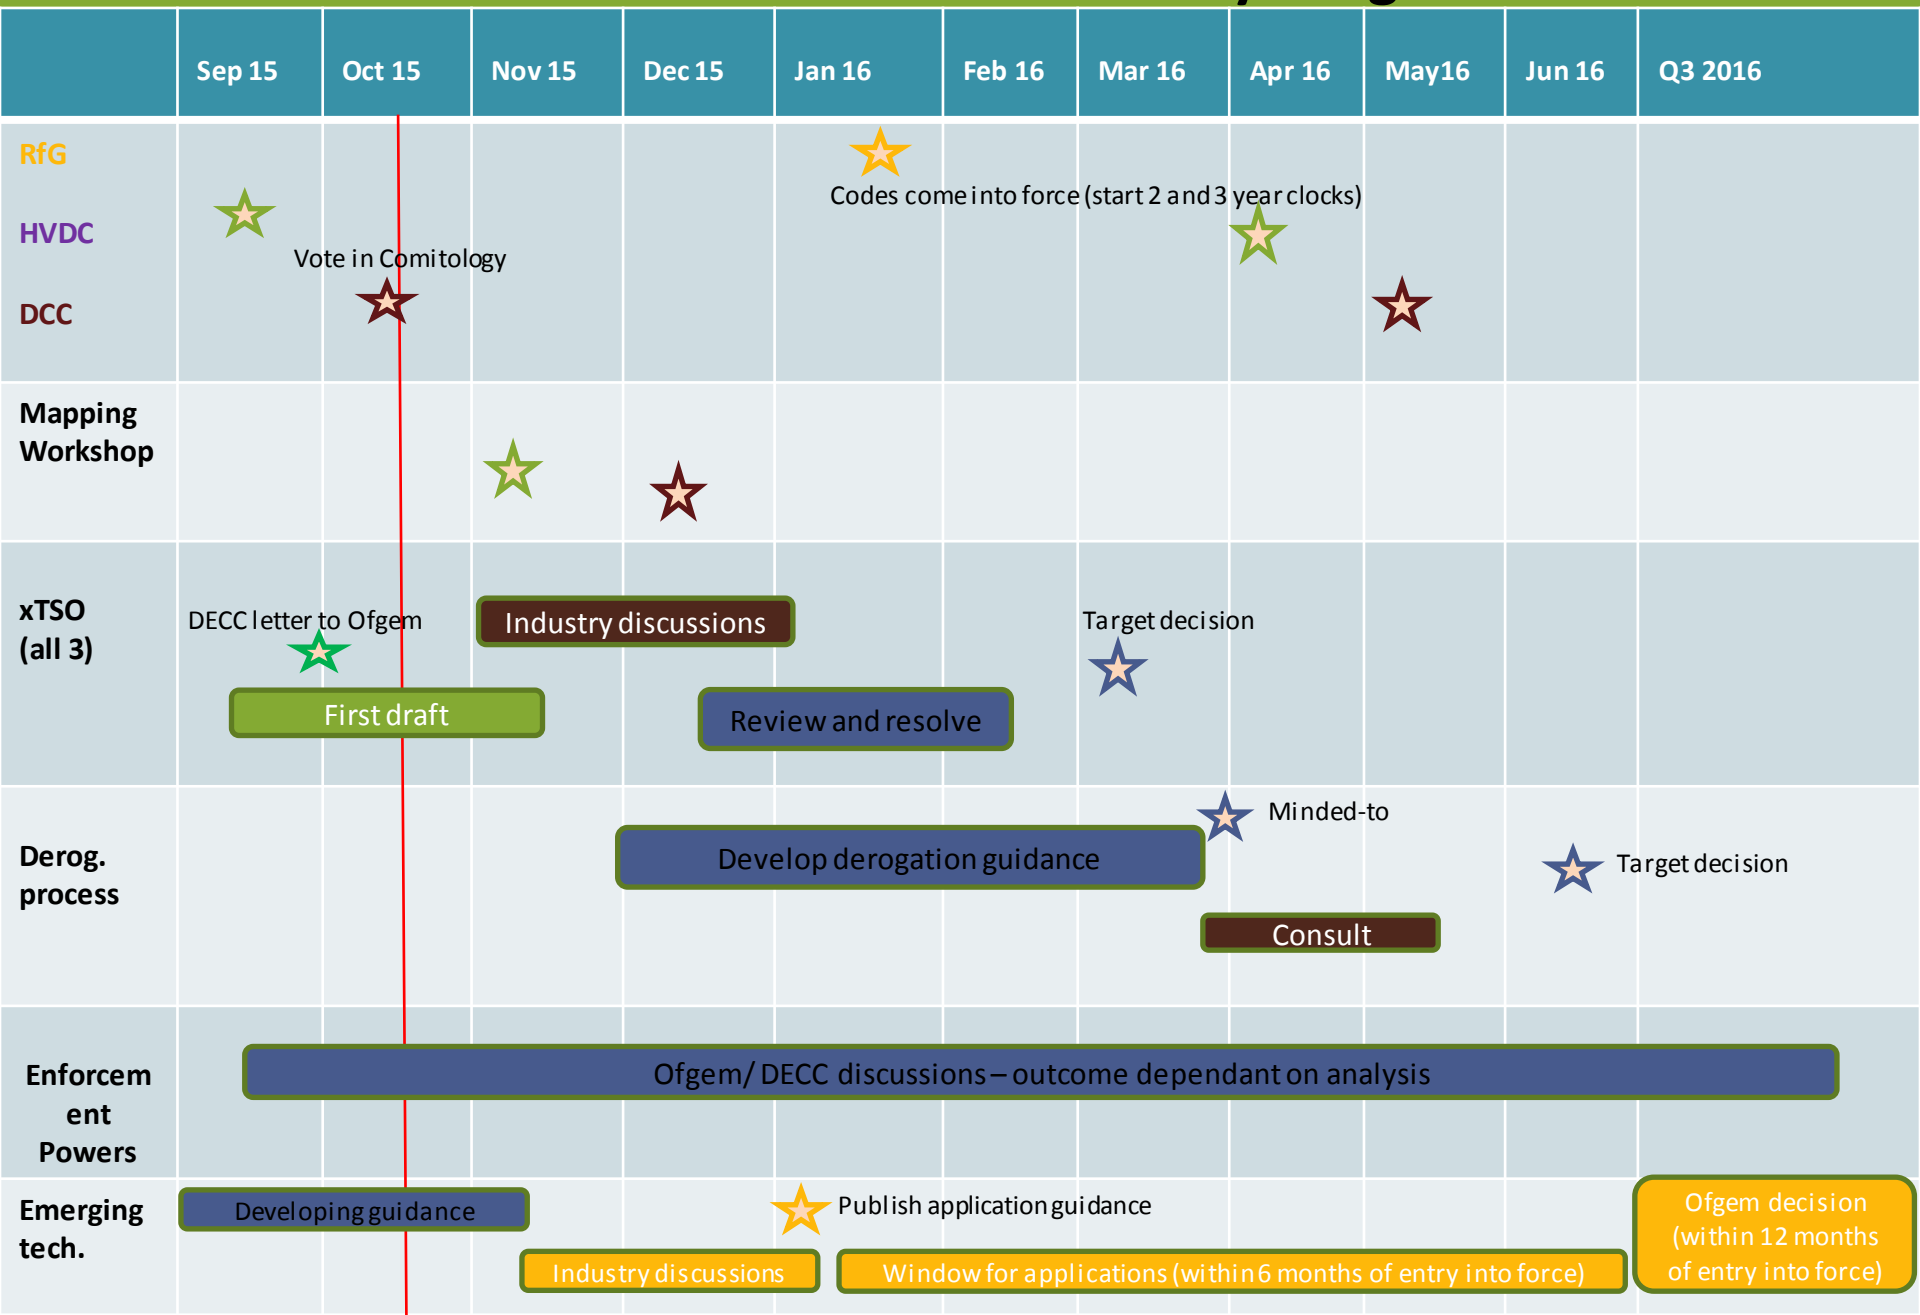 Sep 15
Oct 15
Nov 15
Dec 15
Jan 16
Feb 16
Mar 16
Apr 16
May16
Jun 16
Q3 2016
RfG
Codes come into force (start 2 and 3 year clocks)
HVDC
Vote in Comitology
DCC
Mapping
Workshop
xTSO
(all 3)
DECC letter to Ofgem
Industry discussions
Target decision
First draft
Review and resolve
Derog.
process
Minded-to
Develop derogation guidance
Target decision
Consult
Enforcem
ent
Powers
Ofgem/ DECC discussions – outcome dependant on analysis
Emerging
tech.
Developing guidance
Publish application guidance
Industry discussions
Window for applications (within 6 months of entry into force)
Ofgem decision
(within 12 months
of entry into force)